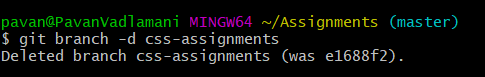 pavan@PavanVadlamani MINGW64 ~/Assignments (master)
$ git branch -d css-assignments
Deleted branch css-assignments (was e1688f2).